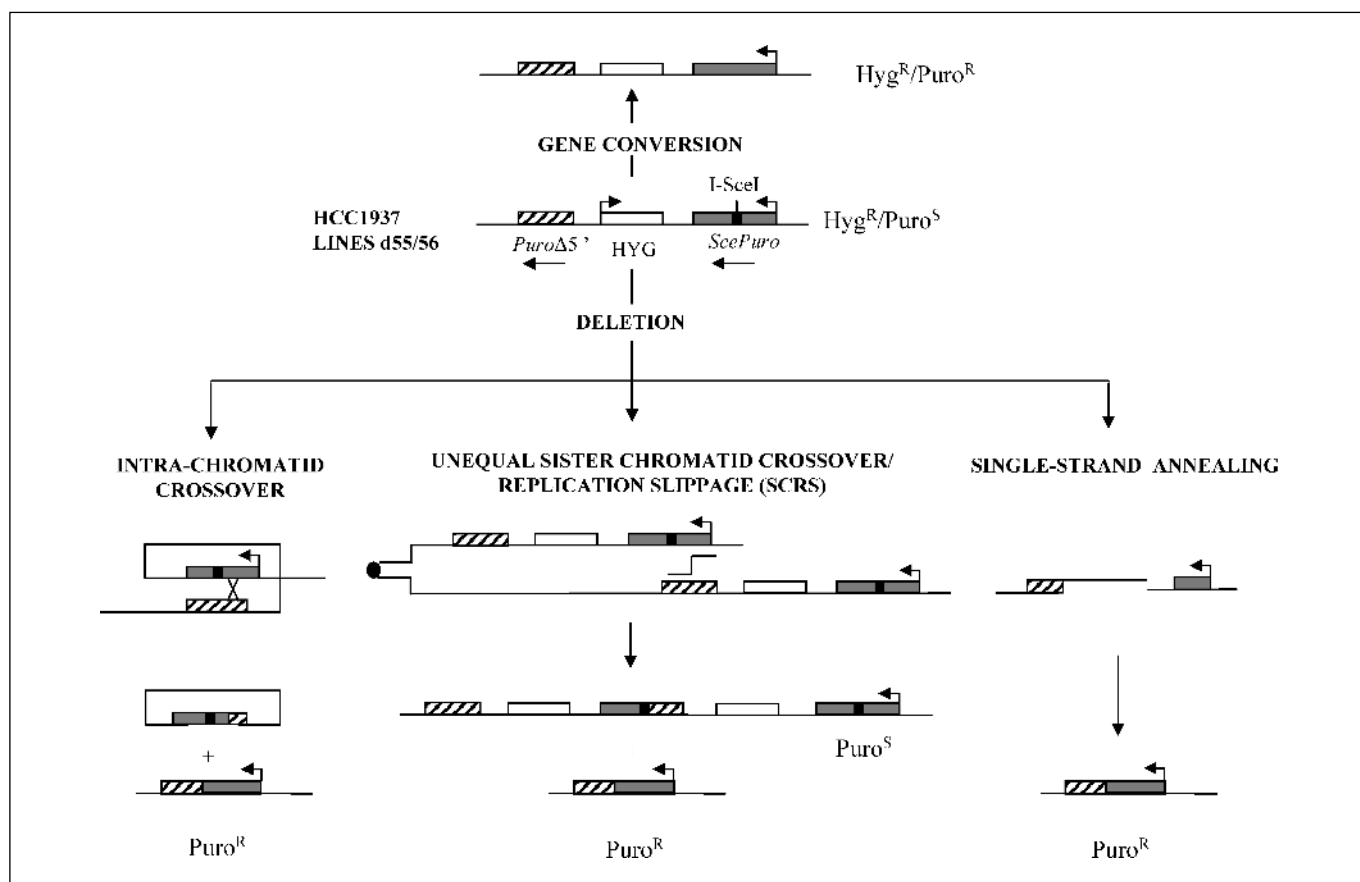 Hyg^R/Puro^R
GENE CONVERSION
I-SceI
HCC1937
LINES d55/56
Hyg^R/Puro^S
PuroΔ5 ’
HYG
ScePuro
DELETION
INTRA-CHROMATID
CROSSOVER
UNEQUAL SISTER CHROMATID CROSSOVER/
REPLICATION SLIPPAGE (SCRS)
SINGLE-STRAND ANNEALING
Puro^S
+
Puro^R
Puro^R
Puro^R